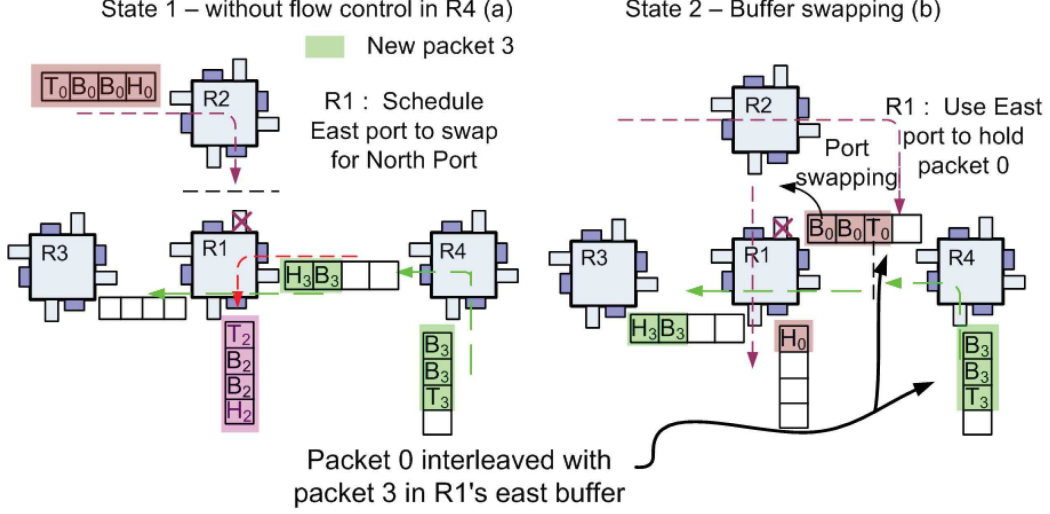 State 1 – without flow control in R4 (a)
New packet 3
T0 B0 B0 H0
R2
R1 : Schedule
East port to swap
for North Port
R3
R1
H3 B3
R4
T2
B2
B2
H2
B3
B3
T3
State 2 – Buffer swapping (b)
R2
R1 : Use East
port to hold
packet 0
Port
swapping
B0 B0 T0
R3
R1
R4
H3 B3
H0
B3
B3
T3
Packet 0 interleaved with
packet 3 in R1's east buffer